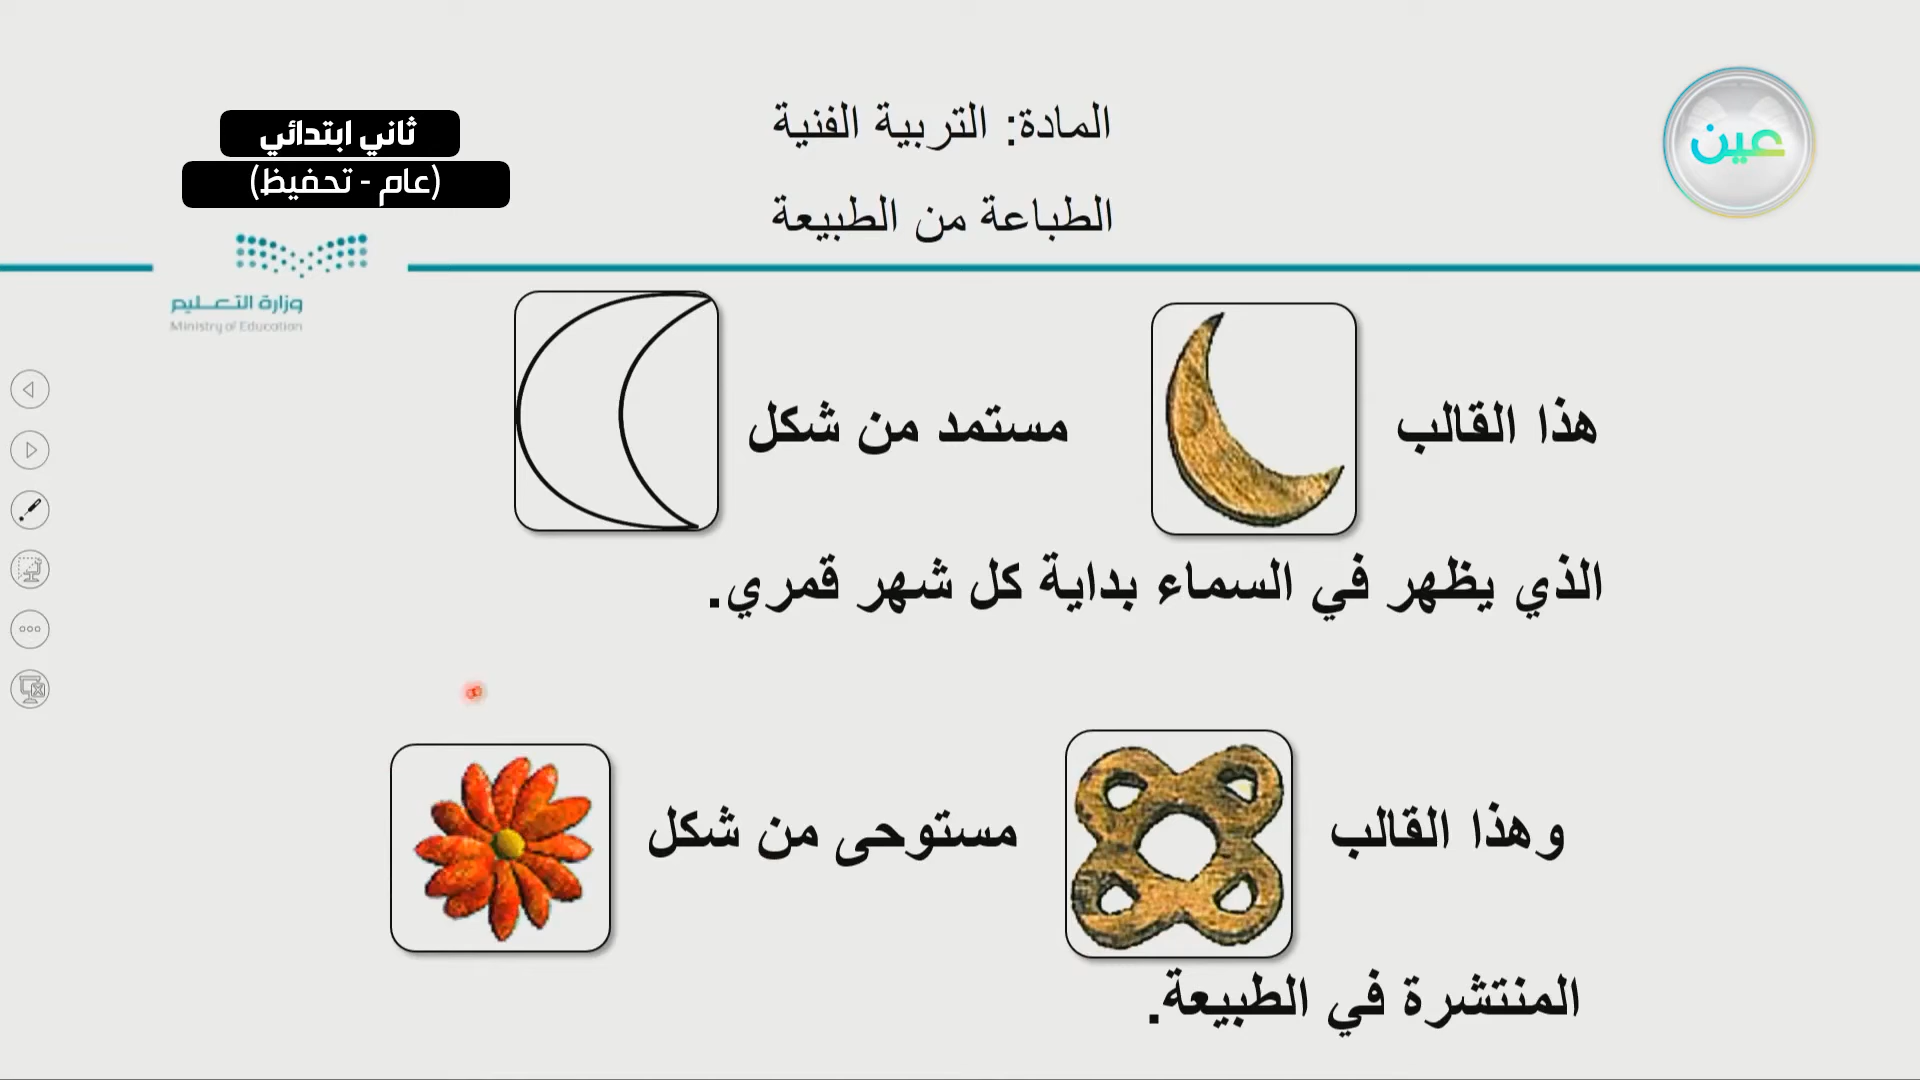 ثاني ابتدائي
(عام - تحفيظ)
المادة: التربية الفنية
الطباعة من الطبيعة
عين
وزارة التعليم
Ministry of Education
هذا القالب مستمد من شكل
الذي يظهر في السماء بداية كل شهر قمري.
وهذا القالب مستوحى من شكل
المنتشرة في الطبيعة.